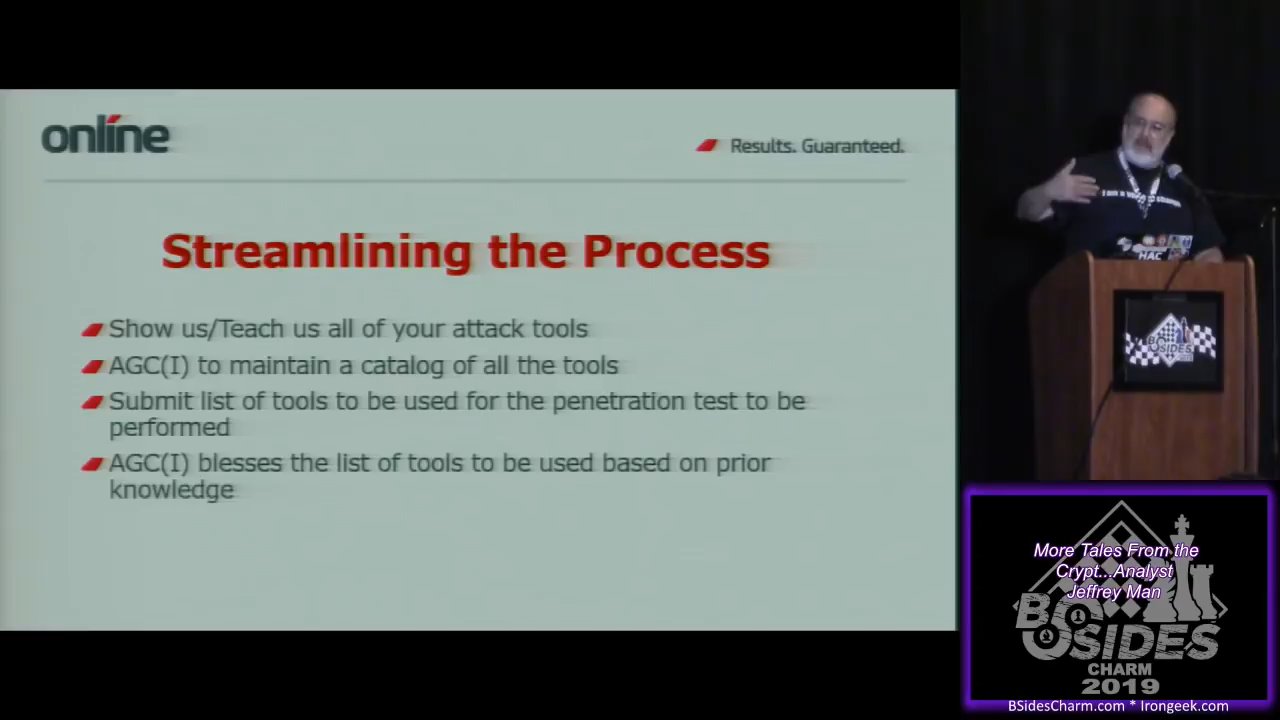 online
Results. Guaranteed.
Streamlining the Process
Show us/Teach us all of your attack tools
AGC(I) to maintain a catalog of all the tools
Submit list of tools to be used for the penetration test to be
performed
AGC(I) blesses the list of tools to be used based on prior
knowledge
I am a
HAC
BSIDES
More Tales From the
Crypt...Analyst
Jeffrey Man
BSIDES
CHARM
2019
BSidesCharm.com * Irongeek.com